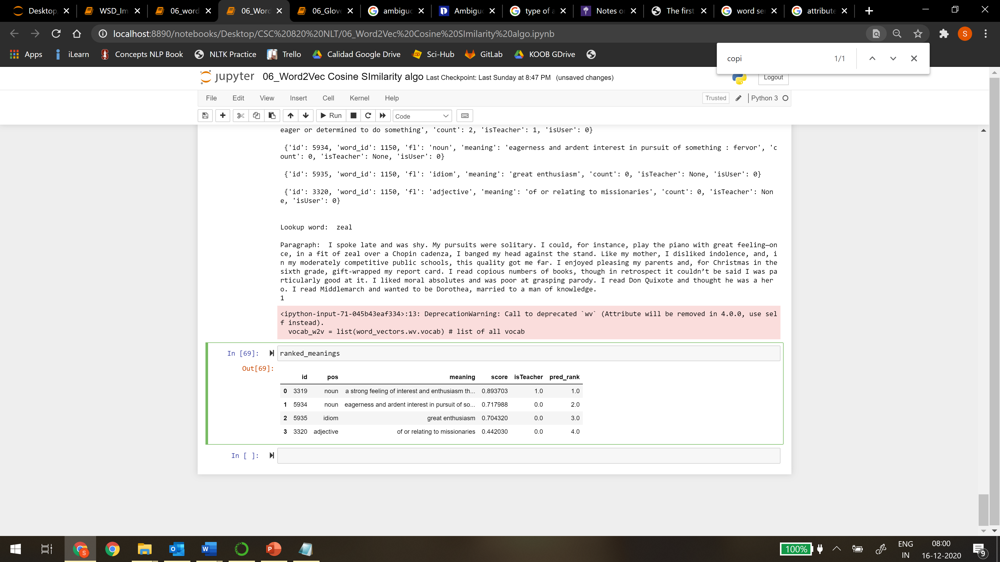 Desktop
WSD_Im
06_word
06_Word
06_Glove
ambiguo
Ambiguo
type of a
Notes o
The first
word sen
attribute
localhost:8890/notebooks/Desktop/CSC%20820%20NLT/06_Word2Vec%20Cosine%20SImilarity%20algo.ipynb
S
Apps
iLearn
Concepts NLP Book
NLTK Practice
Trello
Calidad Google Drive
Sci-Hub
GitLab
KOOB GDrive
copi 1/1
jupyter 06_Word2Vec Cosine SImilarity algo Last Checkpoint: Last Sunday at 8:47 PM (unsaved changes)
Logout
File Edit View Insert Cell Kernel Help
Trusted Python 3
Run Code
eager or determined to do something', 'count': 2, 'isTeacher': 1, 'isUser': 0}
{'id': 5934, 'word_id': 1150, 'fl': 'noun', 'meaning': 'eagerness and ardent interest in pursuit of something : fervor', 'c
ount': 0, 'isTeacher': None, 'isUser': 0}
{'id': 5935, 'word_id': 1150, 'fl': 'idiom', 'meaning': 'great enthusiasm', 'count': 0, 'isTeacher': None, 'isUser': 0}
{'id': 3320, 'word_id': 1150, 'fl': 'adjective', 'meaning': 'of or relating to missionaries', 'count': 0, 'isTeacher': Non
e, 'isUser': 0}
Lookup word:  zeal
Paragraph:  I spoke late and was shy. My pursuits were solitary. I could, for instance, play the piano with great feeling—on
ce, in a fit of zeal over a Chopin cadenza, I banged my head against the stand. Like my mother, I disliked indolence, and, i
n my moderately competitive public schools, this quality got me far. I enjoyed pleasing my parents and, for Christmas in the
sixth grade, gift-wrapped my report card. I read copious numbers of books, though in retrospect it couldn’t be said I was pa
rticularly good at it. I liked moral absolutes and was poor at grasping parody. I read Don Quixote and thought he was a her
o. I read Middlemarch and wanted to be Dorothea, married to a man of knowledge.
1
<ipython-input-71-045b43eaf334>:13: DeprecationWarning: Call to deprecated `wv` (Attribute will be removed in 4.0.0, use sel
f instead).
vocab_w2v = list(word_vectors.wv.vocab) # list of all vocab
In [69]: ranked_meanings
Out[69]:
id pos meaning score isTeacher pred_rank
0 3319 noun a strong feeling of interest and enthusiasm th... 0.893703 1.0 1.0
1 5934 noun eagerness and ardent interest in pursuit of so... 0.717988 0.0 2.0
2 5935 idiom great enthusiasm 0.704320 0.0 3.0
3 3320 adjective of or relating to missionaries 0.442030 0.0 4.0
In [ ]:
100%
ENG
IN
08:00
16-12-2020
9